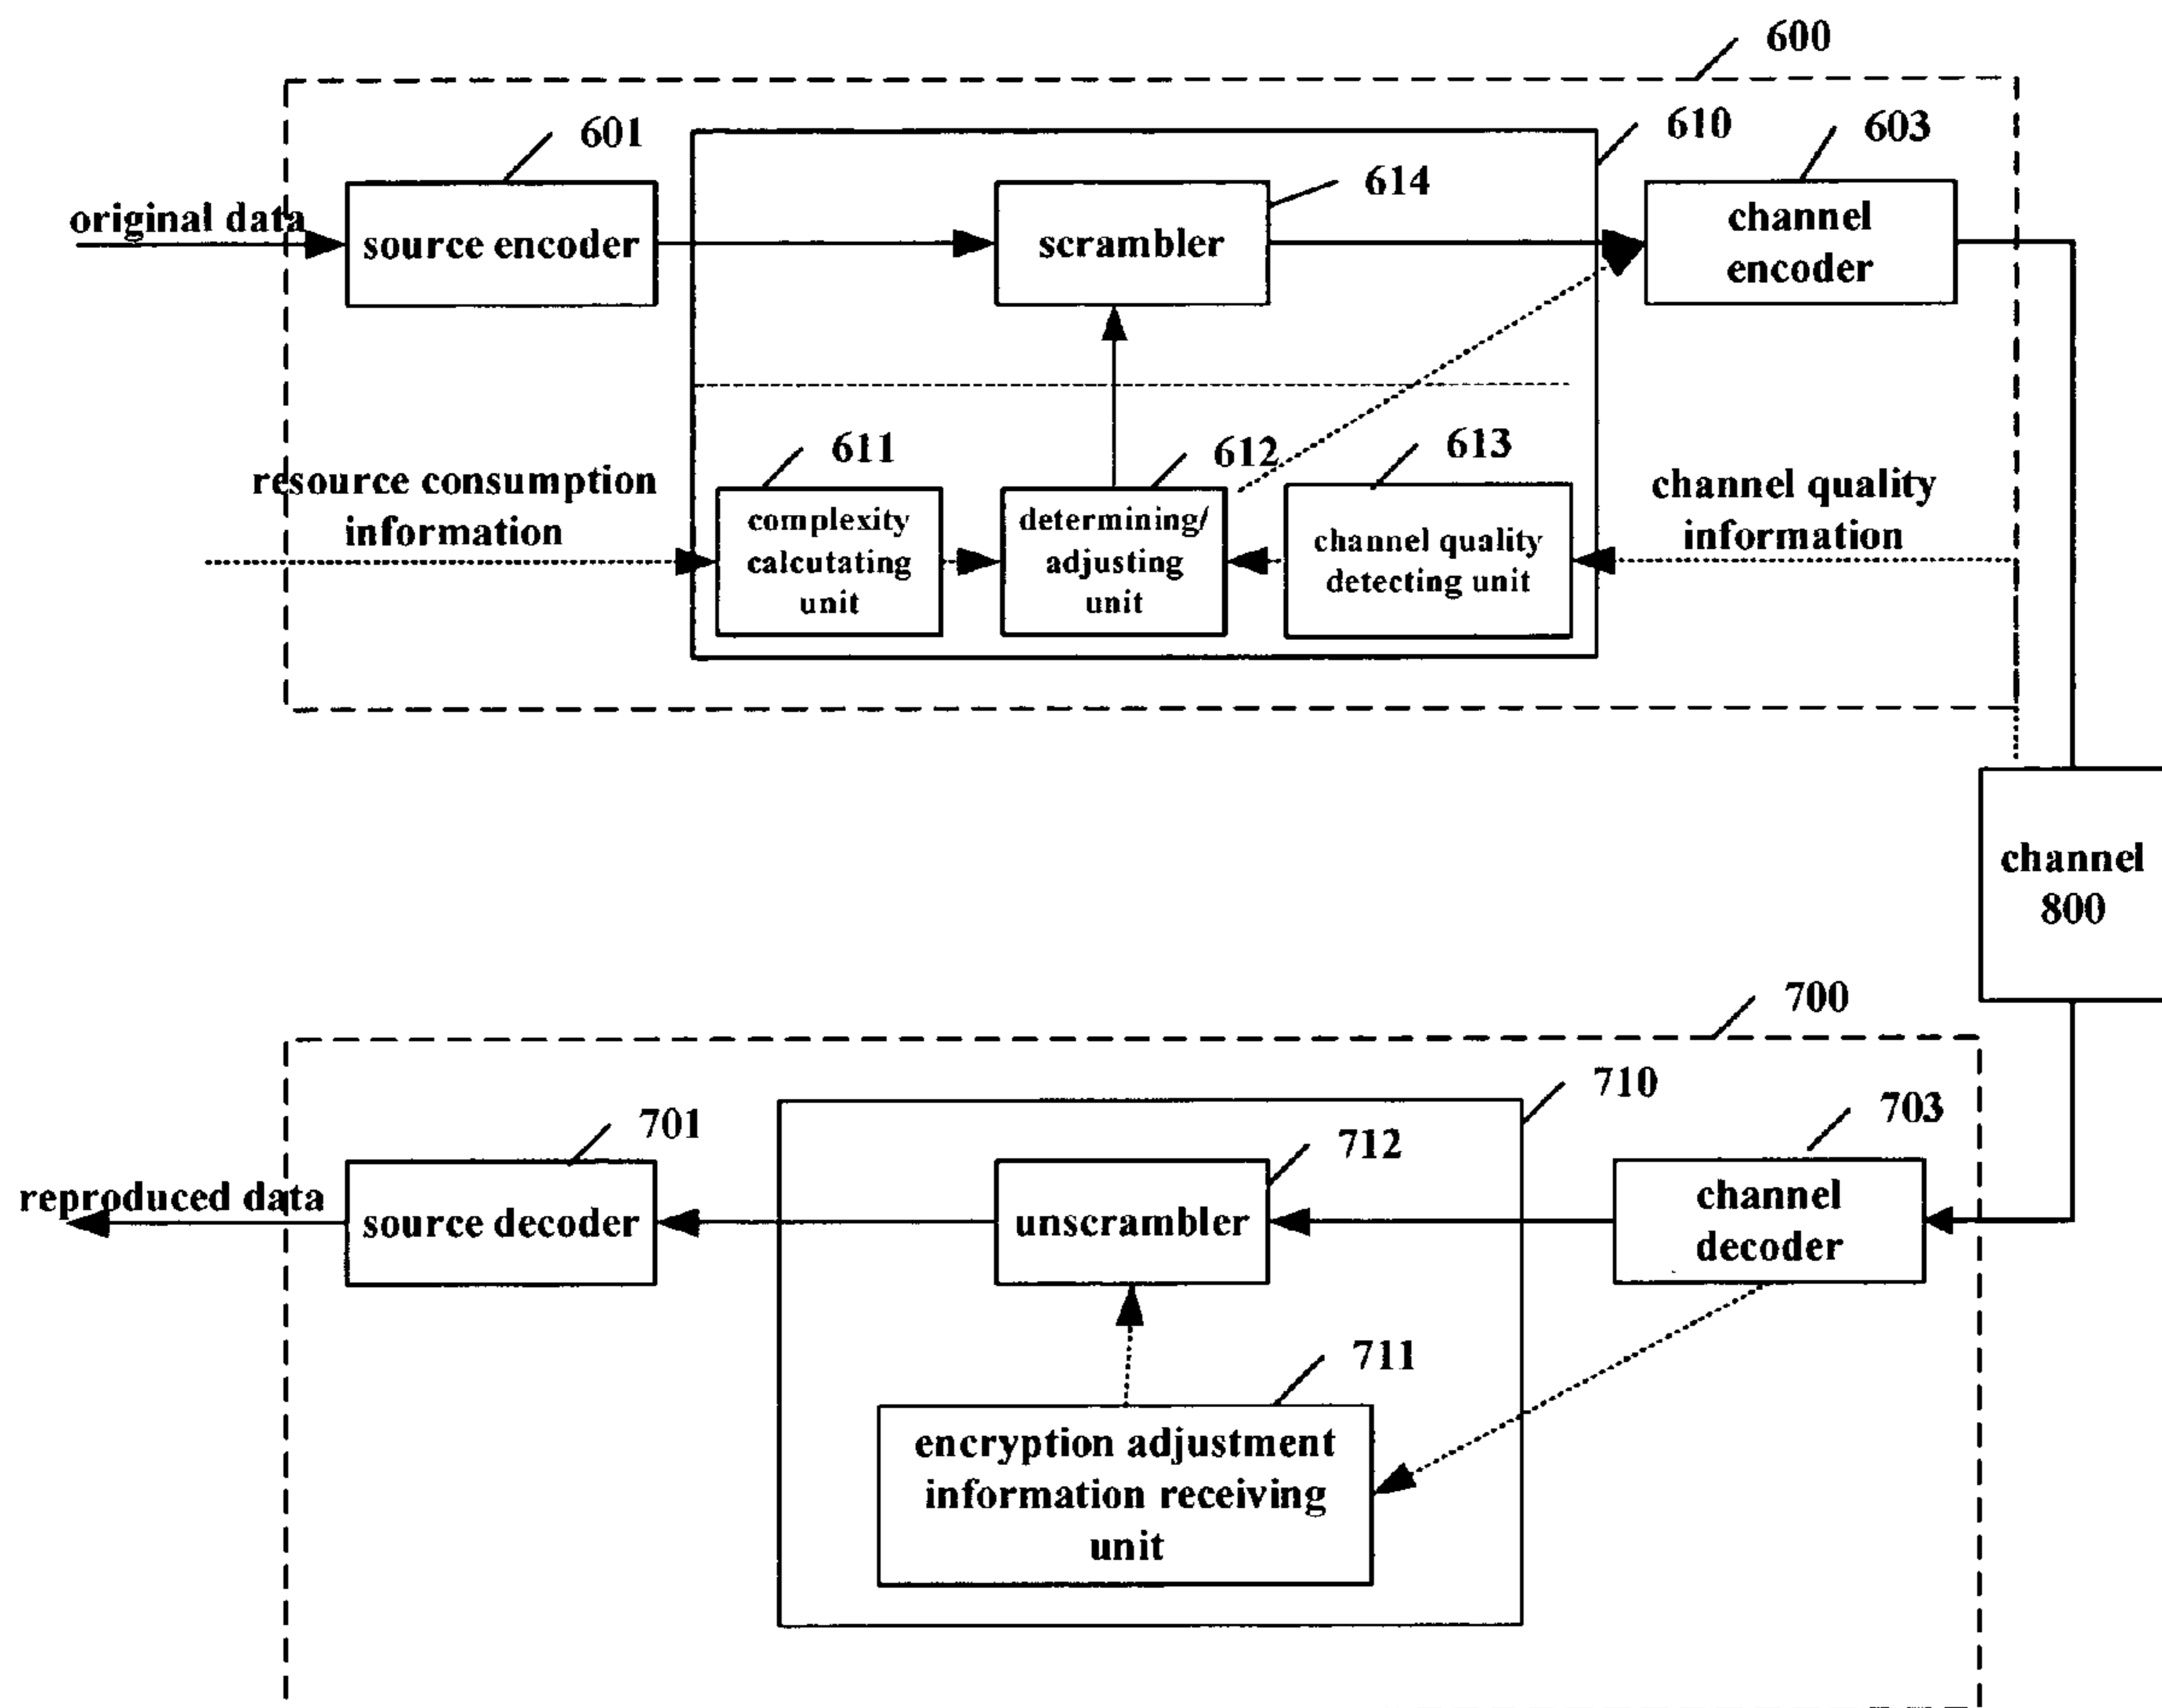 600
601
610
603
614
original data
source encoder
scrambler
channel
encoder
611
612
613
resource consumption
information
complexity
calcutating
unit
determining/
adjusting
unit
channel quality
detecting unit
channel quality
information
channel
800
700
710
703
701
712
reproduced data
source decoder
unscrambler
channel
decoder
711
encryption adjustment
information receiving
unit